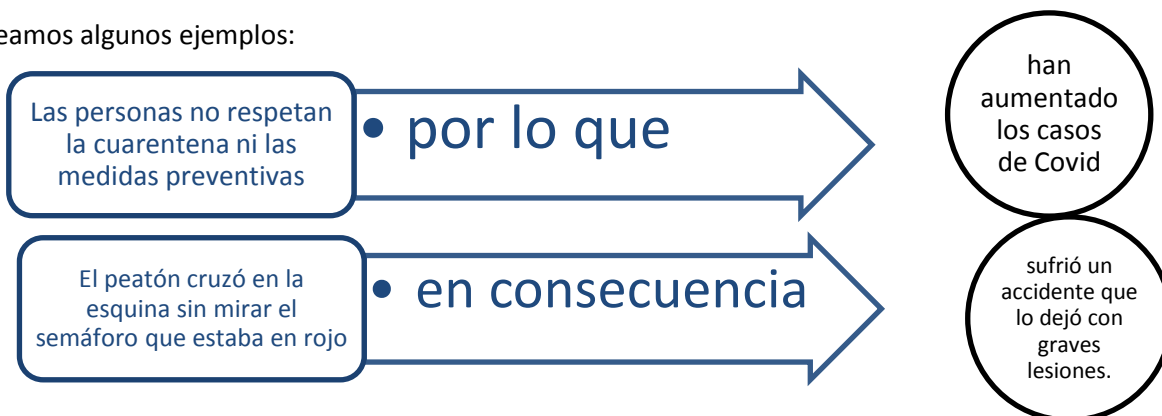 eamos algunos ejemplos:
Las personas no respetan
la cuarentena ni las
medidas preventivas
• por lo que
han
aumentado
los casos
de Covid
El peatón cruzó en la
esquina sin mirar el
semáforo que estaba en rojo
• en consecuencia
sufrió un
accidente que
lo dejó con
graves
lesiones.